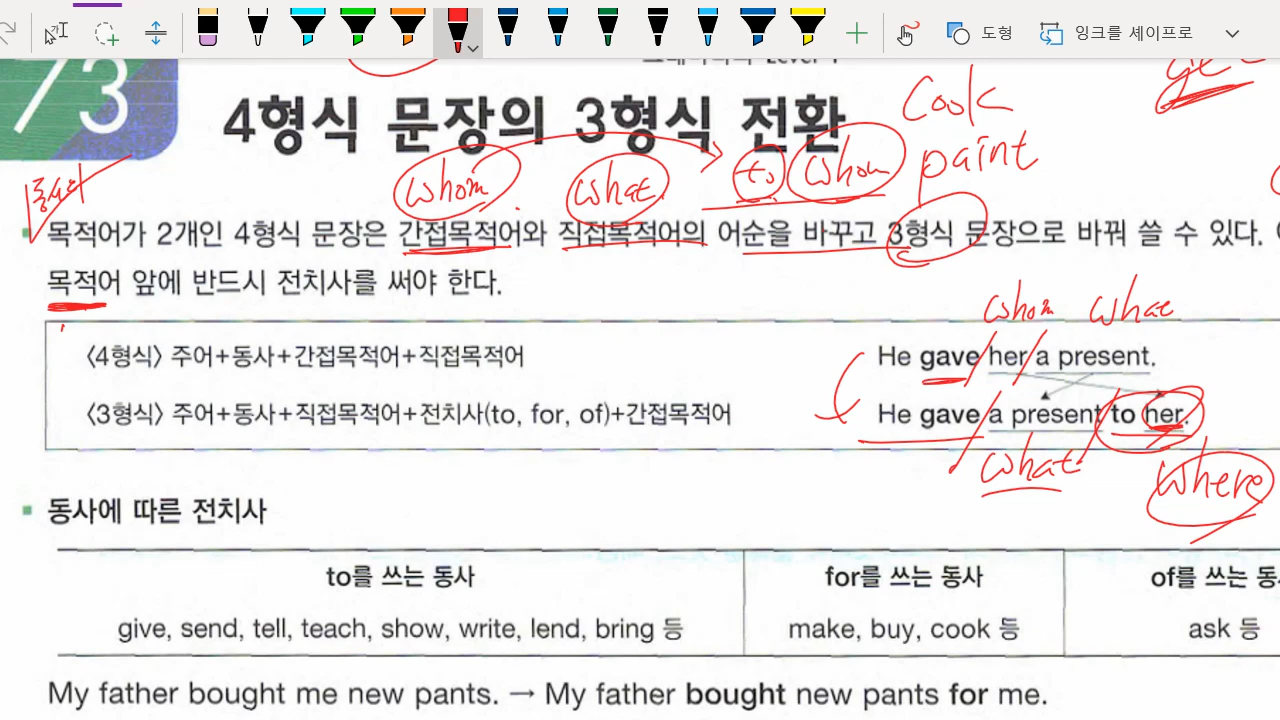 도형
잉크를 셰이프로
73
Level
4형식 문장의 3형식 전환
cook
paint
whom what to whom
목적어가 2개인 4형식 문장은 간접목적어와 직접목적어의 어순을 바꾸고 3형식 문장으로 바꿔 쓸 수 있다.
목적어 앞에 반드시 전치사를 써야 한다.
whom what
〈4형식〉 주어+동사+간접목적어+직접목적어
He gave her a present.
〈3형식〉 주어+동사+직접목적어+전치사(to, for, of)+간접목적어
He gave a present to her.
what where
동사에 따른 전치사
to를 쓰는 동사 for를 쓰는 동사 of를 쓰는 동
give, send, tell, teach, show, write, lend, bring 등 make, buy, cook 등 ask 등
My father bought me new pants. → My father bought new pants for me.